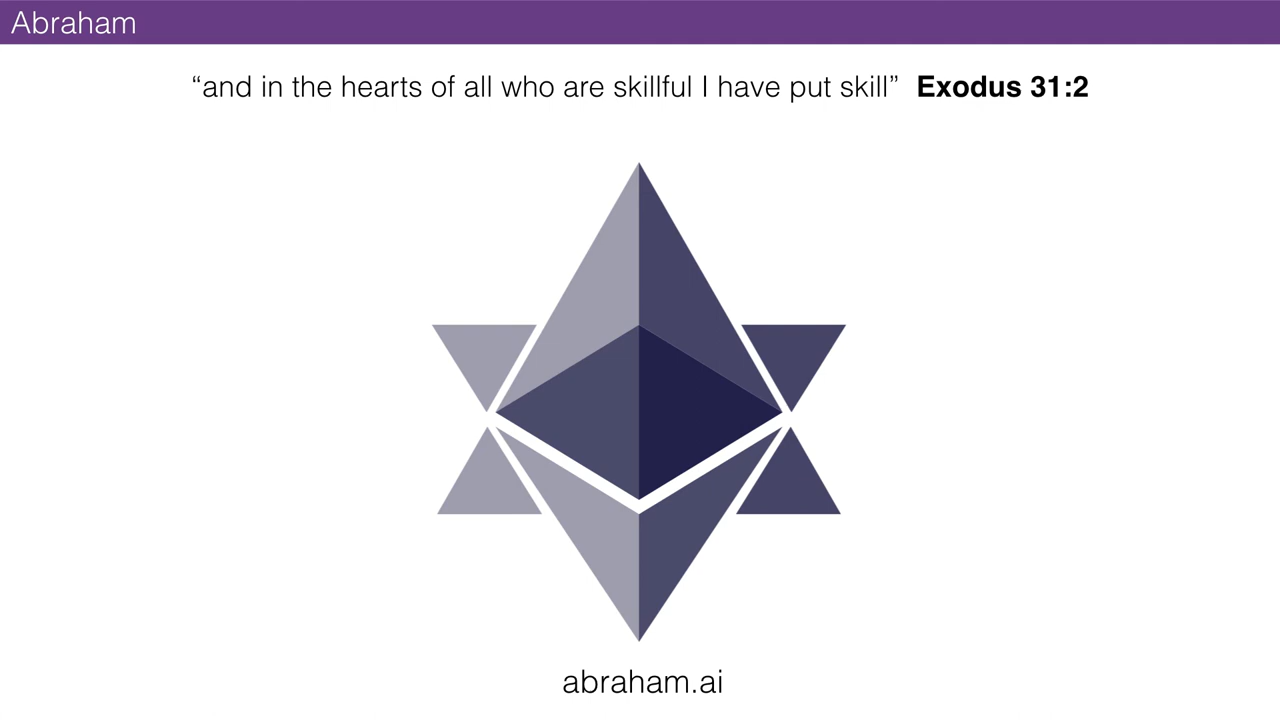 Abraham
“and in the hearts of all who are skillful I have put skill” Exodus 31:2
abraham.ai